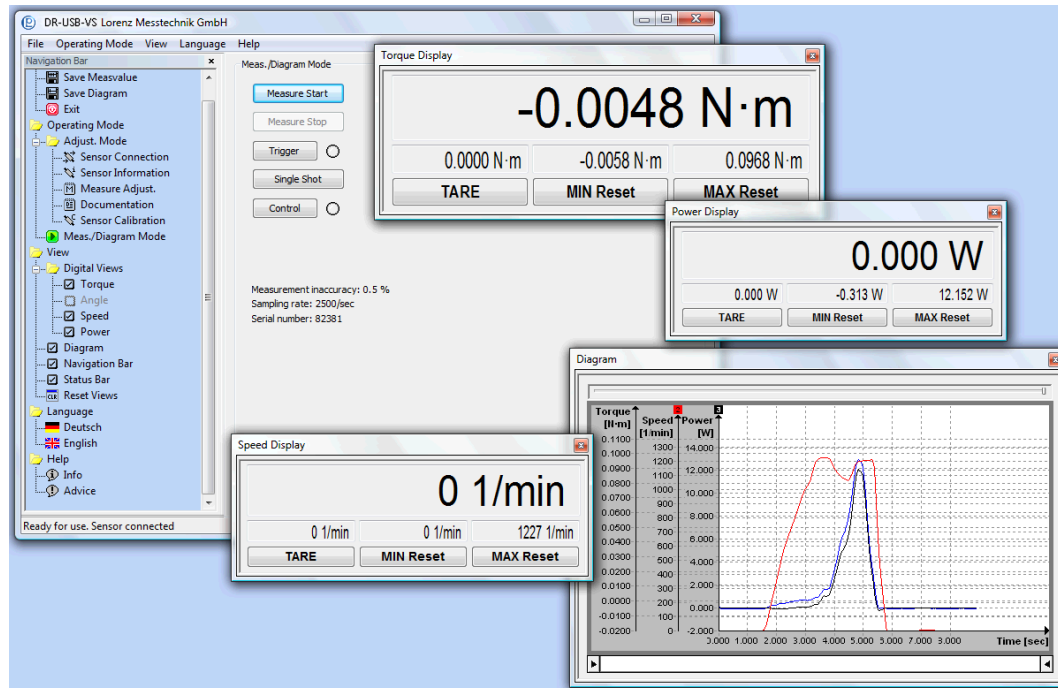 DR-USB-VS Lorenz Messtechnik GmbH
File Operating Mode View Language Help
Navigation Bar
Save Measvalue
Save Diagram
Exit
Operating Mode
Adjust. Mode
Sensor Connection
Sensor Information
Measure Adjust.
Documentation
Sensor Calibration
Meas./Diagram Mode
View
Digital Views
Torque
Angle
Speed
Power
Diagram
Navigation Bar
Status Bar
CLR Reset Views
Language
Deutsch
English
Help
Info
Advice
Ready for use. Sensor connected
Meas./Diagram Mode
Measure Start
Measure Stop
Trigger
Single Shot
Control
Measurement inaccuracy: 0.5 %
Sampling rate: 2500/sec
Serial number: 82381
Torque Display
-0.0048 N·m
0.0000 N·m -0.0058 N·m 0.0968 N·m
TARE MIN Reset MAX Reset
Power Display
0.000 W
0.000 W -0.313 W 12.152 W
TARE MIN Reset MAX Reset
Speed Display
0 1/min
0 1/min 0 1/min 1227 1/min
TARE MIN Reset MAX Reset
Diagram
2 3
Torque Speed Power
[N·m] [1/min] [W]
0.1100 1300 14.000
0.1000 1200
0.0900 1100 12.000
0.0800 1000
0.0700 900 10.000
0.0600 800 8.000
0.0500 700
0.0400 600 6.000
0.0300 500 4.000
0.0200 400
0.0100 300 2.000
0.0000 200 0.000
-0.0100 100
-0.0200 0 -2.000
0.000 1.000 2.000 3.000 4.000 5.000 7.000 3.000 Time [sec]